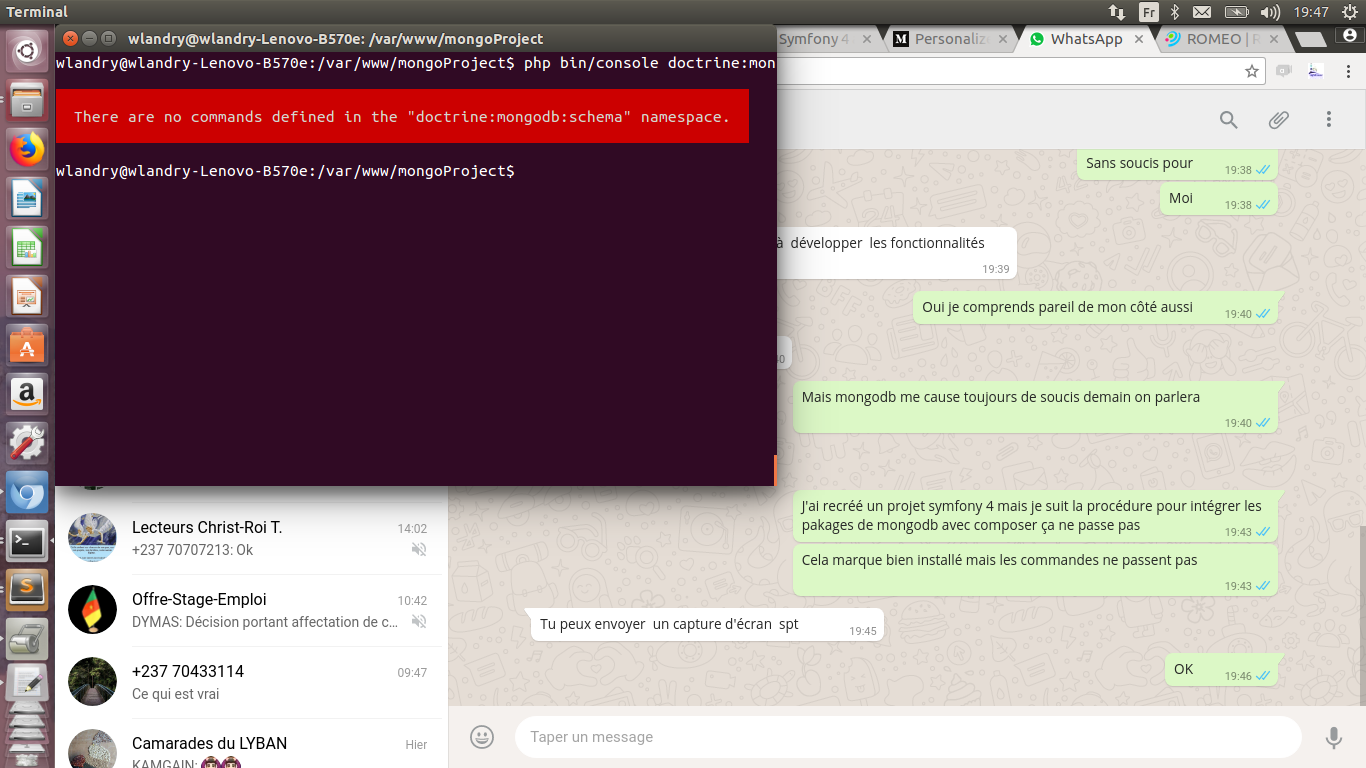 Terminal
Fr
19:47
wlandry@wlandry-Lenovo-B570e: /var/www/mongoProject
Symfony 4
Personalize
WhatsApp
ROMEO | R
wlandry@wlandry-Lenovo-B570e:/var/www/mongoProject$ php bin/console doctrine:mon
There are no commands defined in the "doctrine:mongodb:schema" namespace.
wlandry@wlandry-Lenovo-B570e:/var/www/mongoProject$
Sans soucis pour
19:38
Moi
19:38
à développer les fonctionnalités
19:39
Oui je comprends pareil de mon côté aussi
19:40
Mais mongodb me cause toujours de soucis demain on parlera
19:40
J'ai recréé un projet symfony 4 mais je suit la procédure pour intégrer les
pakages de mongodb avec composer ça ne passe pas
19:43
Cela marque bien installé mais les commandes ne passent pas
19:43
Tu peux envoyer un capture d'écran spt
19:45
OK
19:46
Taper un message
Lecteurs Christ-Roi T.
14:02
+237 70707213: Ok
Offre-Stage-Emploi
10:42
DYMAS: Décision portant affectation de c...
+237 70433114
09:47
Ce qui est vrai
Camarades du LYBAN
Hier
KAMGAIN: